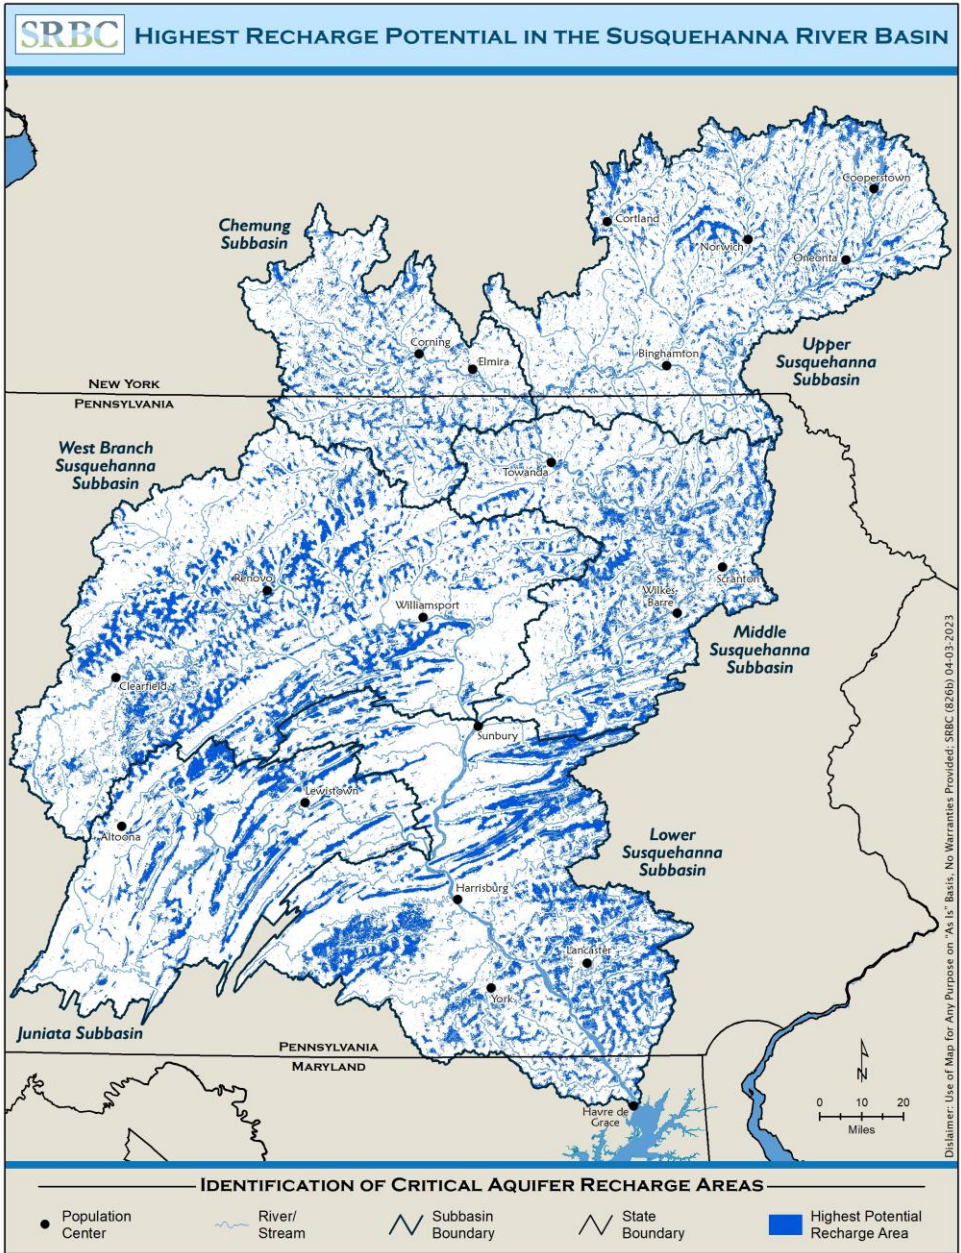 SRBC
HIGHEST RECHARGE POTENTIAL IN THE SUSQUEHANNA RIVER BASIN
Cooperstown
Cortland
Chemung
Subbasin
Norwich
Oneonta
Corning
Elmira
Binghamton
Upper
Susquehanna
Subbasin
NEW YORK
PENNSYLVANIA
West Branch
Susquehanna
Subbasin
Towanda
Renovo
Scranton
Wilkes-
Barre
Williamsport
Middle
Susquehanna
Subbasin
Clearfield
Sunbury
Lewistown
Altoona
Lower
Susquehanna
Subbasin
Harrisburg
Lancaster
York
Juniata Subbasin
PENNSYLVANIA
MARYLAND
Havre de
Grace
N
0 10 20
Miles
Dislaimer: Use of Map for Any Purpose on "As Is" Basis, No Warranties Provided; SRBC (826b) 04-03-2023
IDENTIFICATION OF CRITICAL AQUIFER RECHARGE AREAS
Population
Center
River/
Stream
Subbasin
Boundary
State
Boundary
Highest Potential
Recharge Area